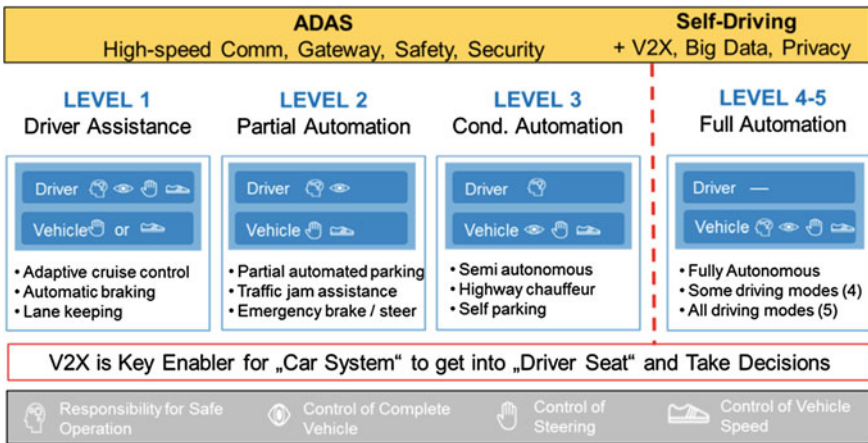 ADAS
High-speed Comm, Gateway, Safety, Security
Self-Driving
+ V2X, Big Data, Privacy
LEVEL 1
Driver Assistance
Driver
Vehicle or
• Adaptive cruise control
• Automatic braking
• Lane keeping
LEVEL 2
Partial Automation
Driver
Vehicle
• Partial automated parking
• Traffic jam assistance
• Emergency brake / steer
LEVEL 3
Cond. Automation
Driver
Vehicle
• Semi autonomous
• Highway chauffeur
• Self parking
LEVEL 4-5
Full Automation
Driver —
Vehicle
• Fully Autonomous
• Some driving modes (4)
• All driving modes (5)
V2X is Key Enabler for „Car System“ to get into „Driver Seat“ and Take Decisions
Responsibility for Safe
Operation
Control of Complete
Vehicle
Control of
Steering
Control of Vehicle
Speed